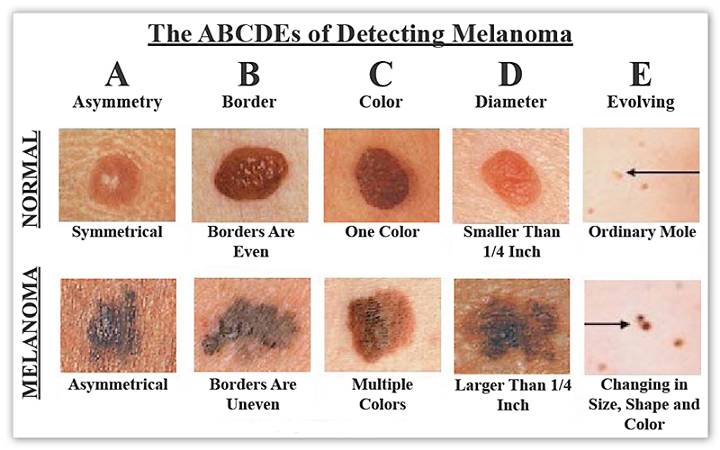 The ABCDEs of Detecting Melanoma
A B C D E
Asymmetry Border Color Diameter Evolving
NORMAL
Symmetrical Borders Are Even One Color Smaller Than 1/4 Inch Ordinary Mole
MELANOMA
Asymmetrical Borders Are Uneven Multiple Colors Larger Than 1/4 Inch Changing in Size, Shape and Color